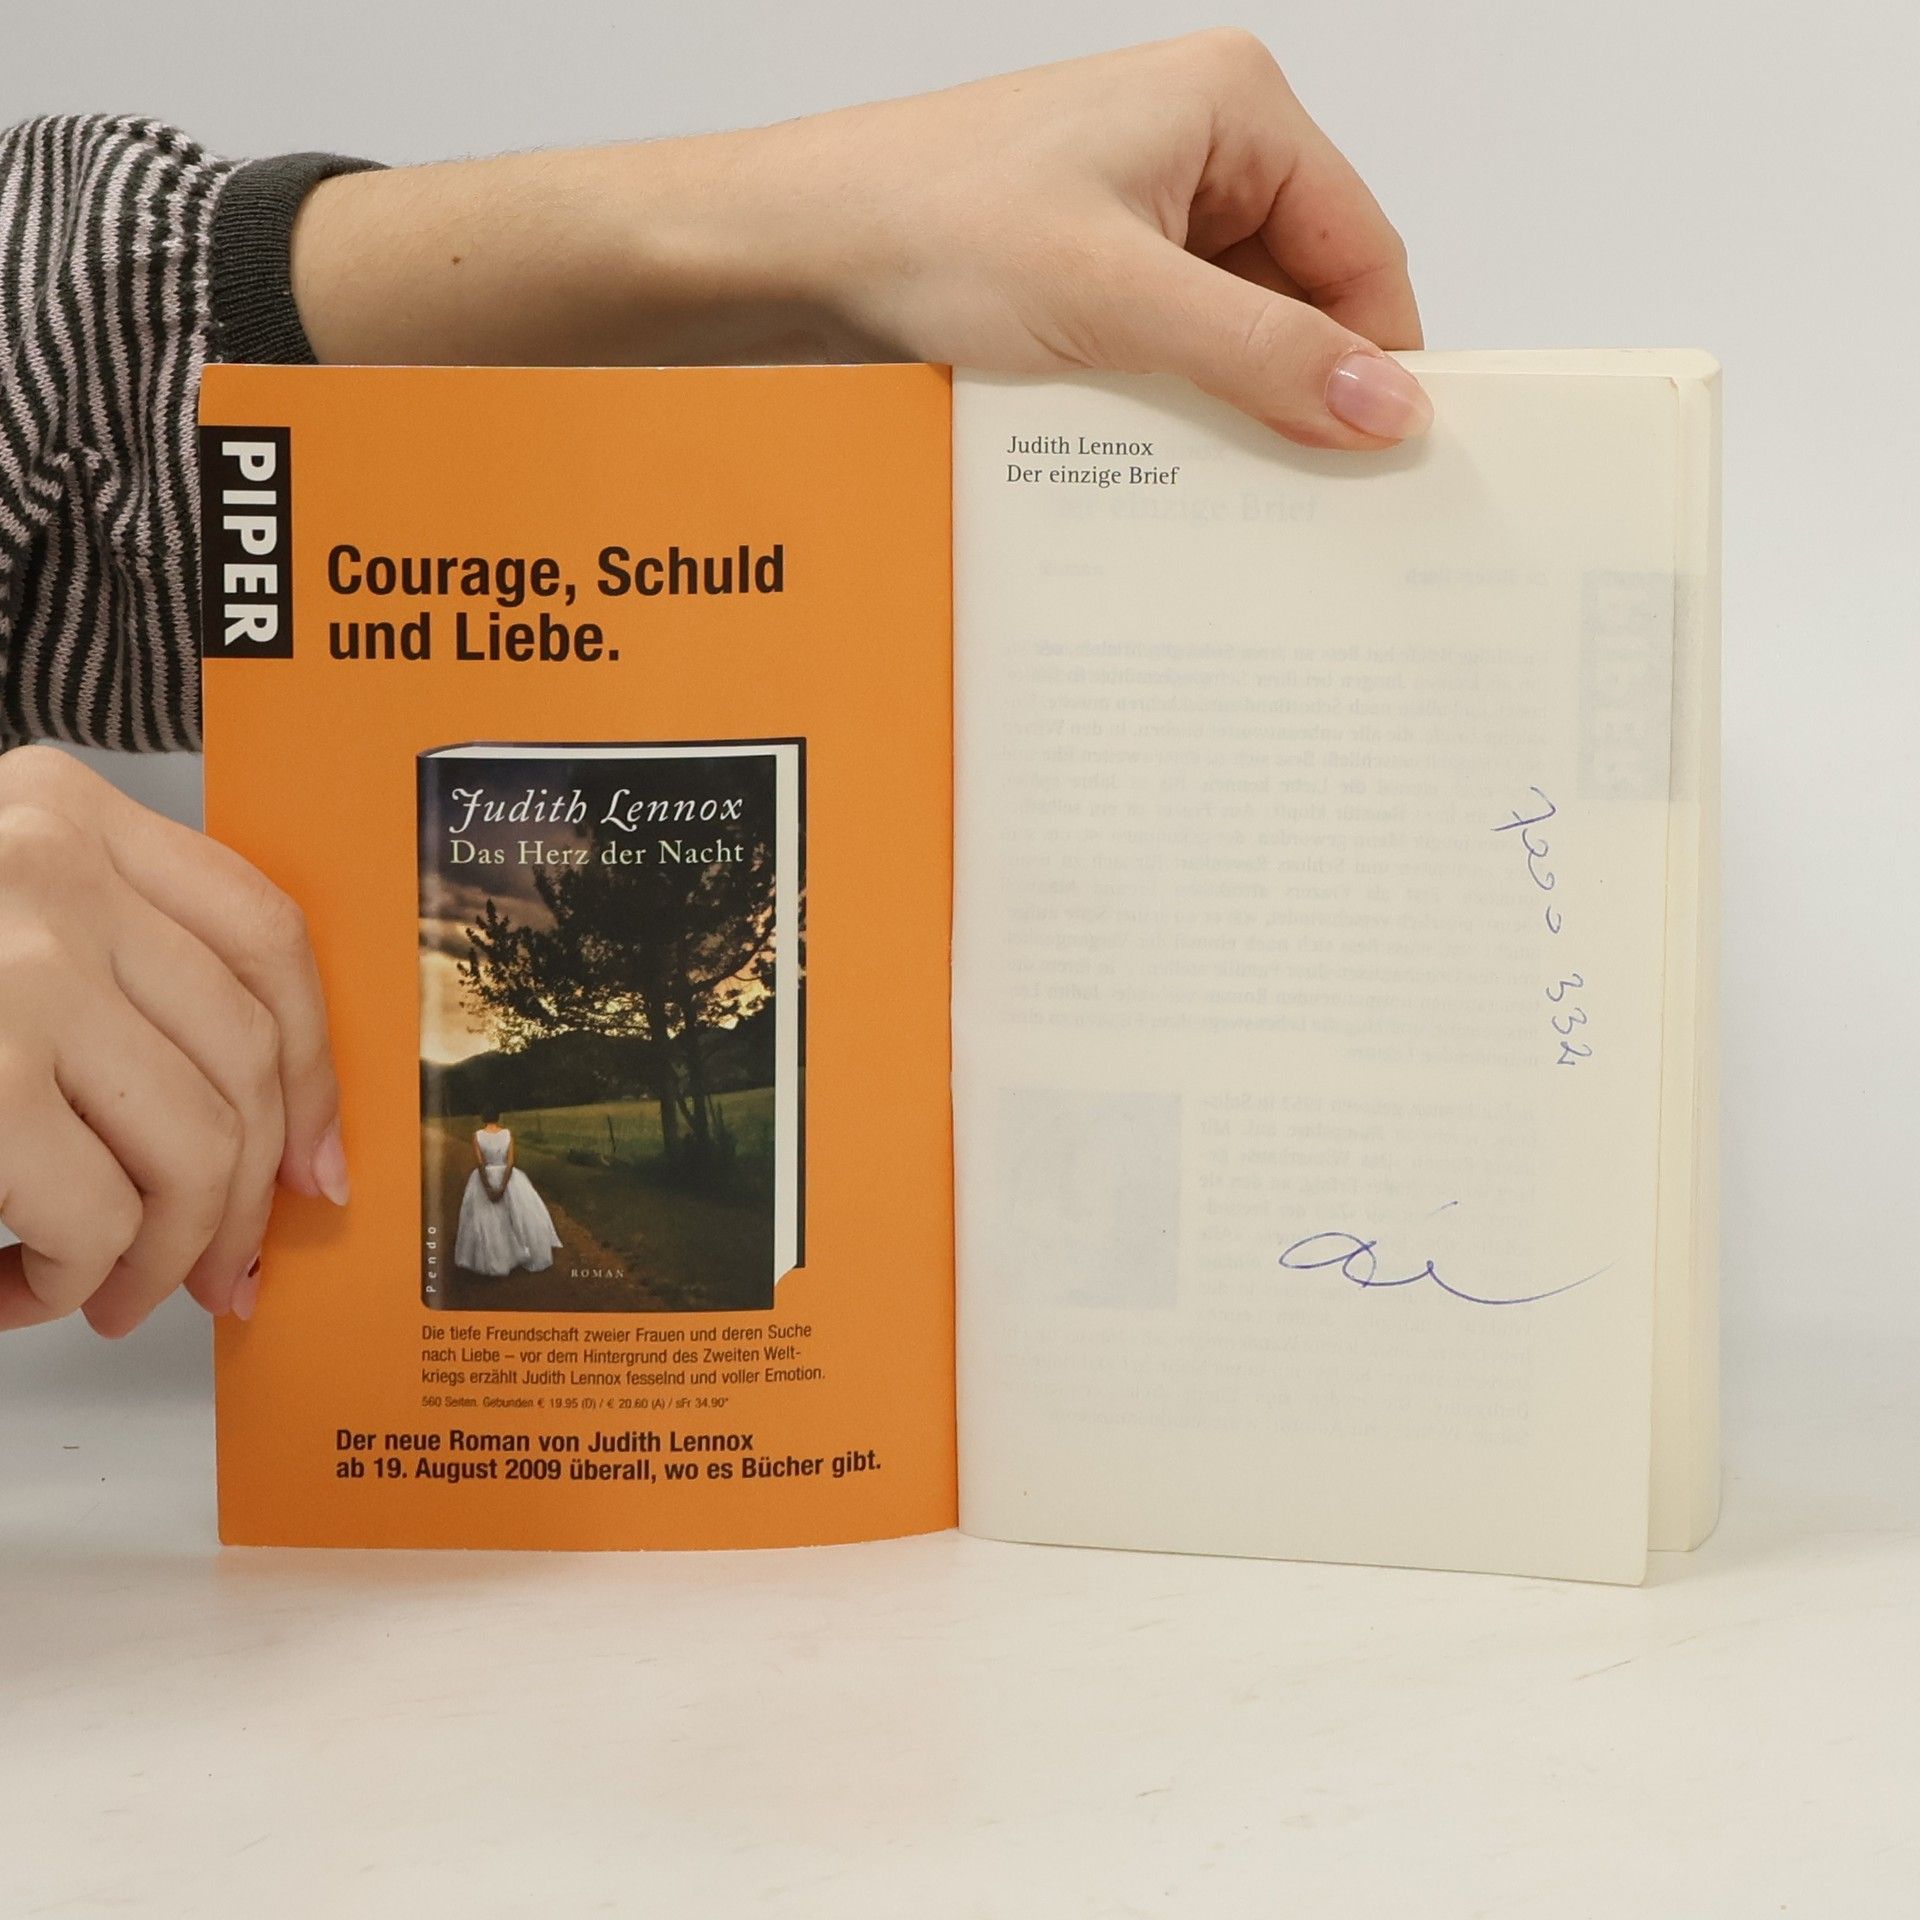 PIPER
Courage, Schuld
und Liebe.
Judith Lennox
Das Herz der Nacht
Pendo
ROMAN
Die tiefe Freundschaft zweier Frauen und deren Suche
nach Liebe – vor dem Hintergrund des Zweiten Welt-
kriegs erzählt Judith Lennox fesselnd und voller Emotion.
560 Seiten. Gebunden € 19.95 (D) / € 20.60 (A) / sFr 34.90*
Der neue Roman von Judith Lennox
ab 19. August 2009 überall, wo es Bücher gibt.
Judith Lennox
Der einzige Brief
332